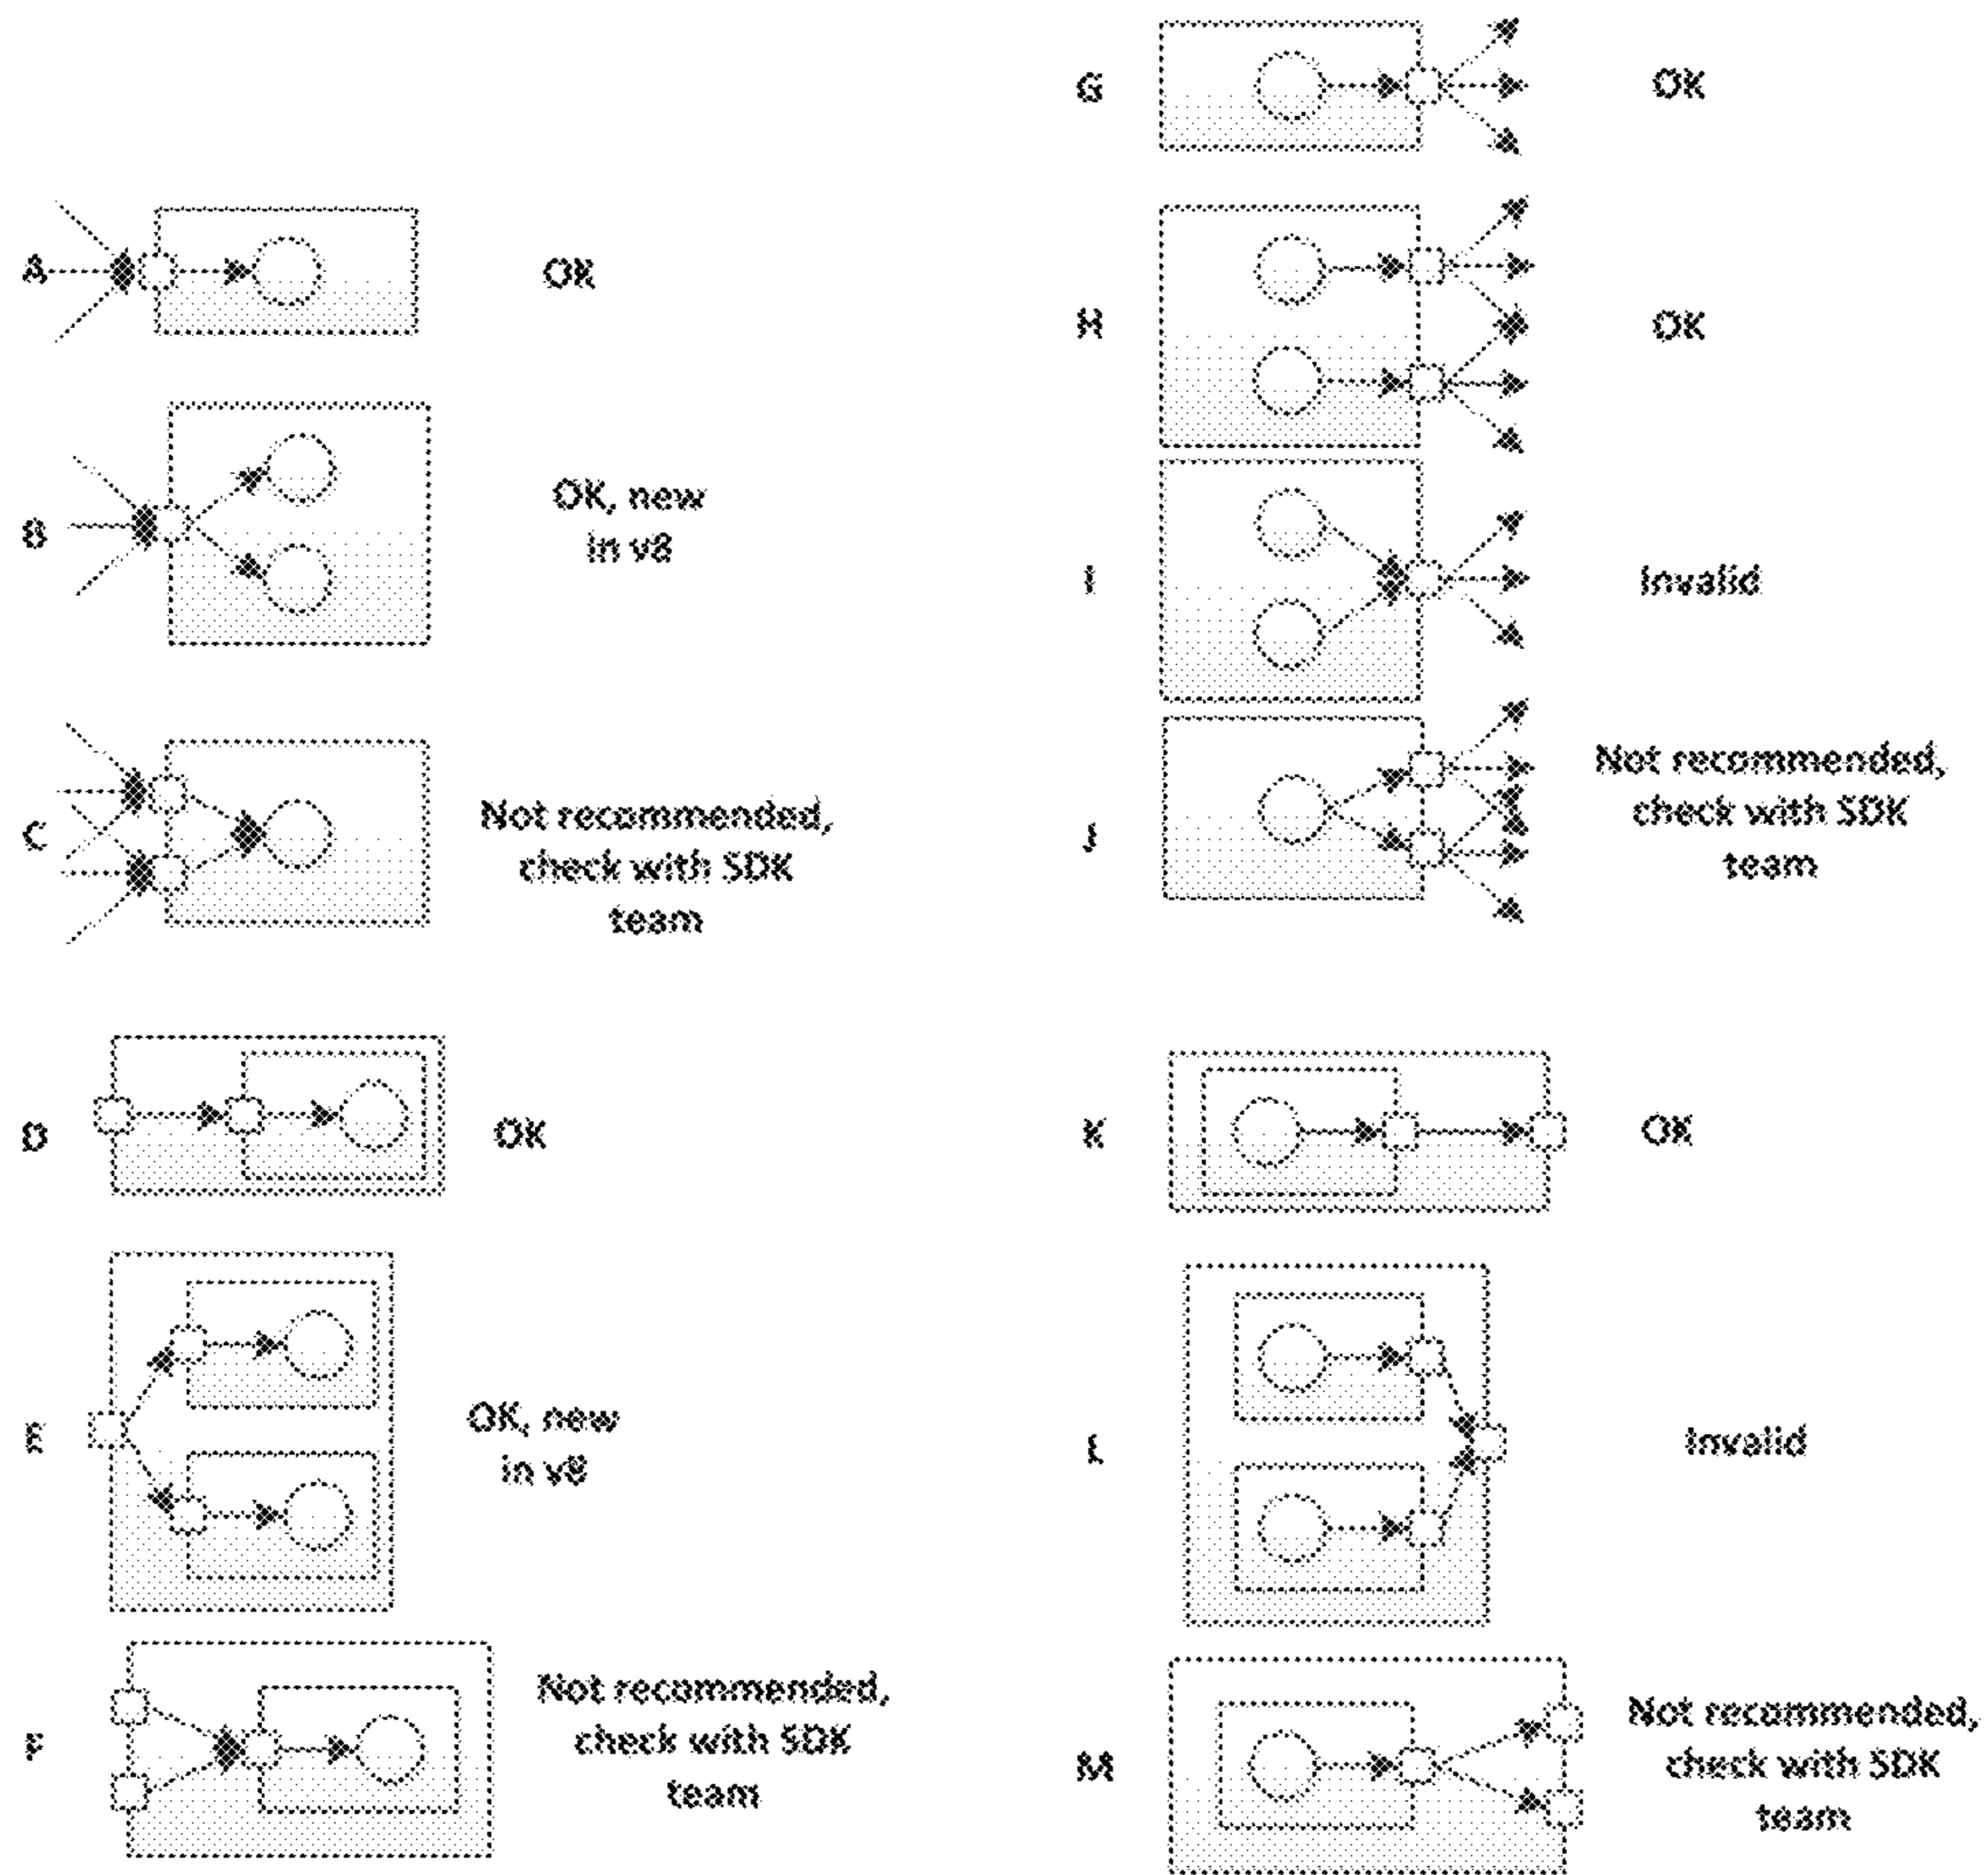 A
OK
B
OK, new
in v8
C
Not recommended,
check with SDK
team
D
OK
E
OK, new
in v8
F
Not recommended,
check with SDK
team
G
OK
H
OK
I
Invalid
J
Not recommended,
check with SDK
team
K
OK
L
Invalid
M
Not recommended,
check with SDK
team